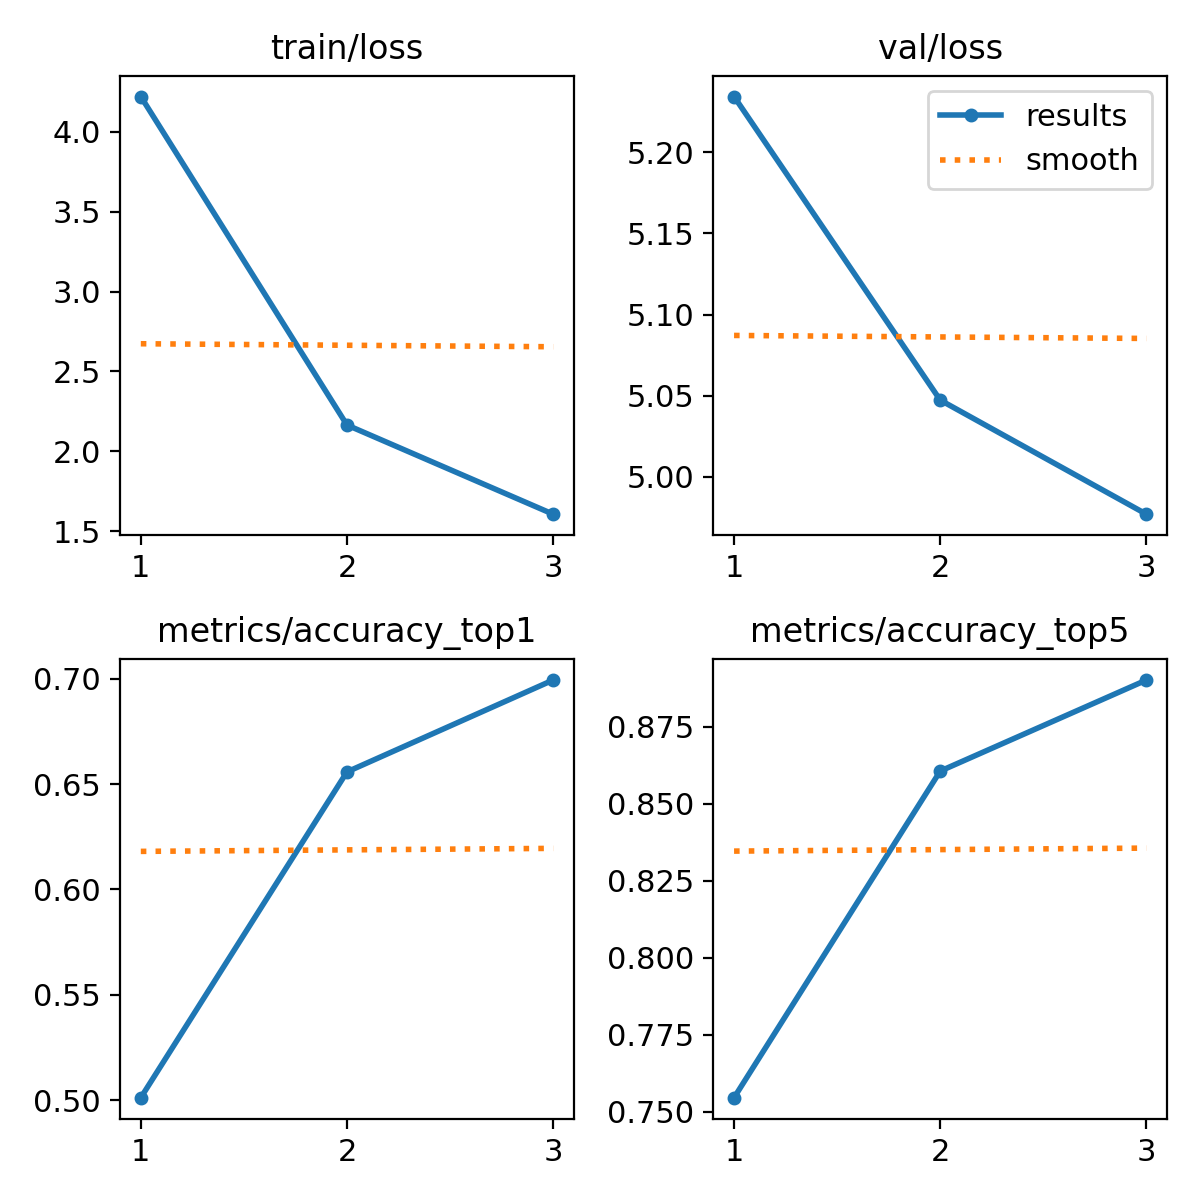 train/loss
4.0
3.5
3.0
2.5
2.0
1.5
1 2 3
val/loss
results
smooth
5.20
5.15
5.10
5.05
5.00
1 2 3
metrics/accuracy_top1
0.70
0.65
0.60
0.55
0.50
1 2 3
metrics/accuracy_top5
0.875
0.850
0.825
0.800
0.775
0.750
1 2 3